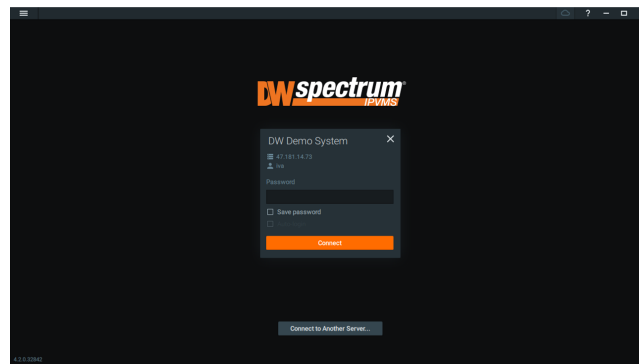 ?
DW spectrum
IPVMS
DW Demo System
47.181.14.73
iva
Password
Save password
Connect
Connect to Another Server...
4.2.0.32842